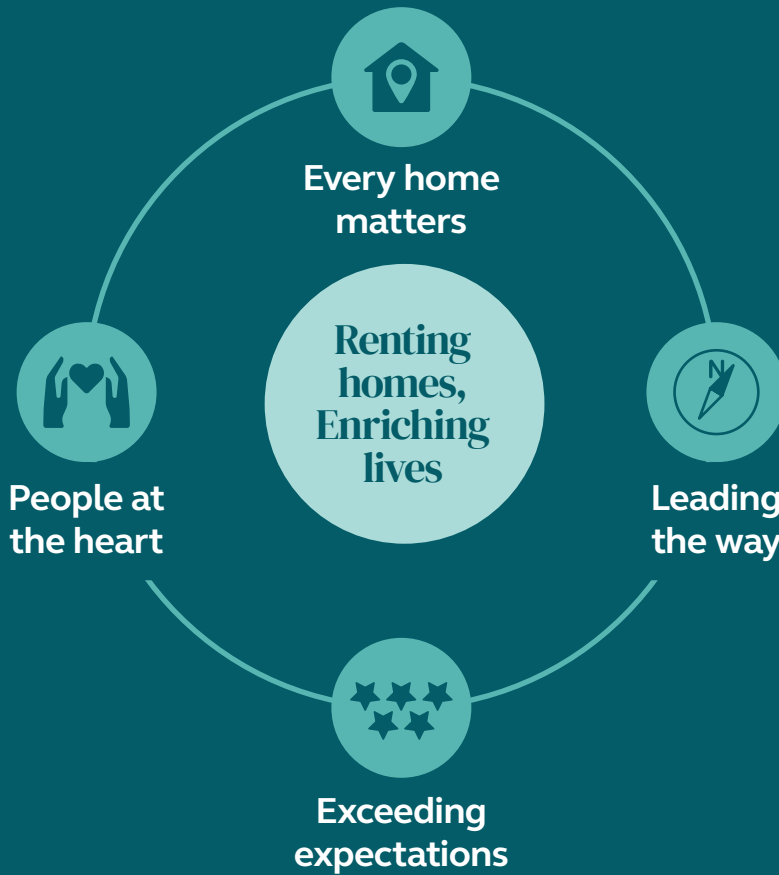 Every home
matters
Renting
homes,
Enriching
lives
N
People at
the heart
Leading
the way
Exceeding
expectations